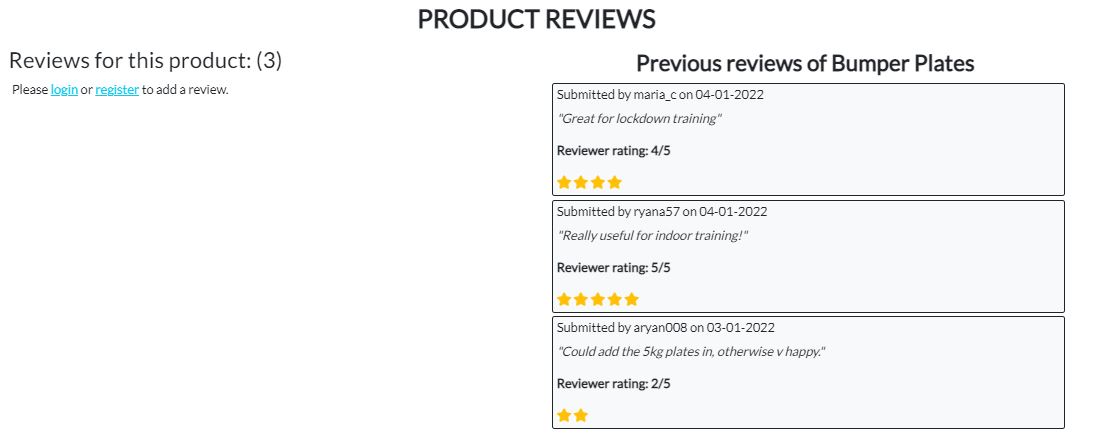 PRODUCT REVIEWS
Reviews for this product: (3)
Please login or register to add a review.
Previous reviews of Bumper Plates
Submitted by maria_c on 04-01-2022
"Great for lockdown training"
Reviewer rating: 4/5
Submitted by ryana57 on 04-01-2022
"Really useful for indoor training!"
Reviewer rating: 5/5
Submitted by aryan008 on 03-01-2022
"Could add the 5kg plates in, otherwise v happy."
Reviewer rating: 2/5